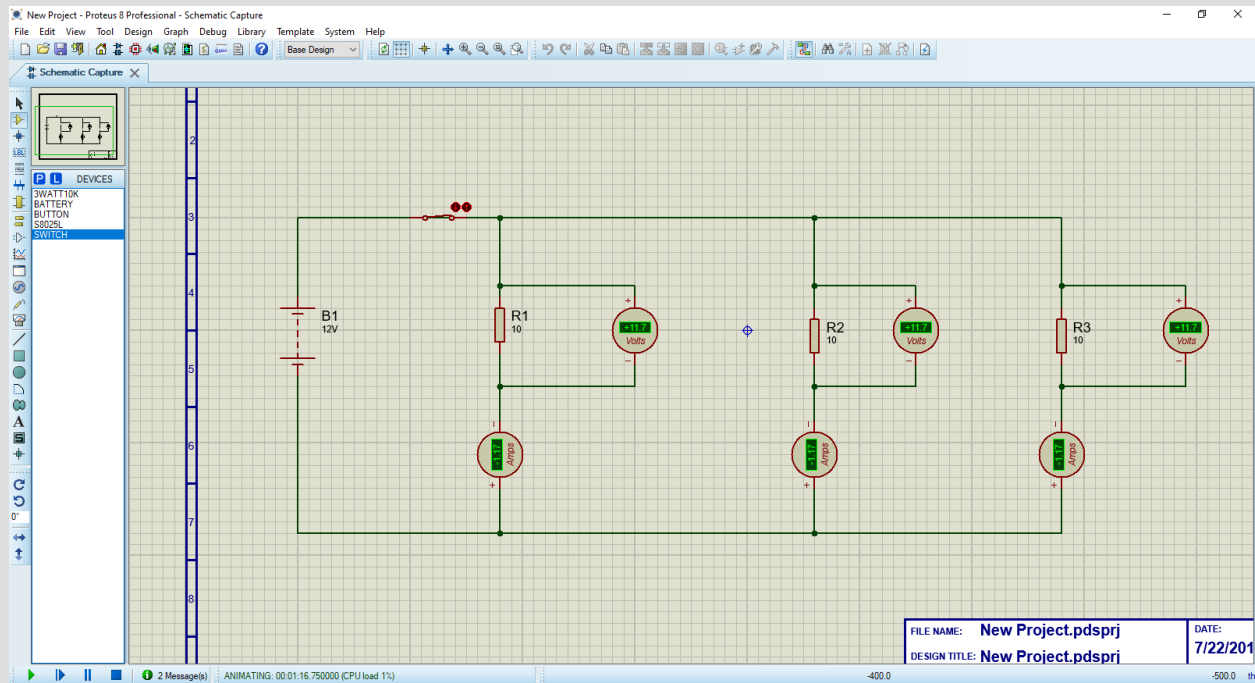 New Project - Proteus 8 Professional - Schematic Capture
File Edit View Tool Design Graph Debug Library Template System Help
Base Design
Schematic Capture
P L DEVICES
3WATT10K
BATTERY
BUTTON
S8025L
SWITCH
LBL
A
S
0°
2
3
4
5
6
7
8
B1
12V
R1
10
+11.7
Volts
R2
10
+11.7
Volts
R3
10
+11.7
Volts
-1.17
Amps
-1.17
Amps
-1.17
Amps
FILE NAME: New Project.pdsprj
DATE:
7/22/201
DESIGN TITLE: New Project.pdsprj
2 Message(s) ANIMATING: 00:01:16.750000 (CPU load 1%) -400.0 -500.0 th